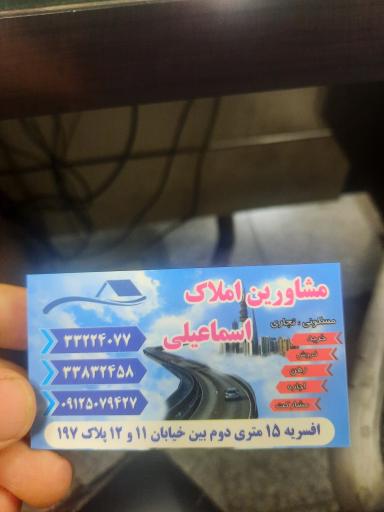 مشاورین املاک
اسماعیلی
مسکونی . تجاری
خرید
فروش
رهن
اجاره
مشارکت
۳۳۲۲۴۰۷۷
۳۳۸۳۲۴۵۸
۰۹۱۲۵۰۷۹۴۲۷
افسریه ۱۵ متری دوم بین خیابان ۱۱ و ۱۲ پلاک ۱۹۷